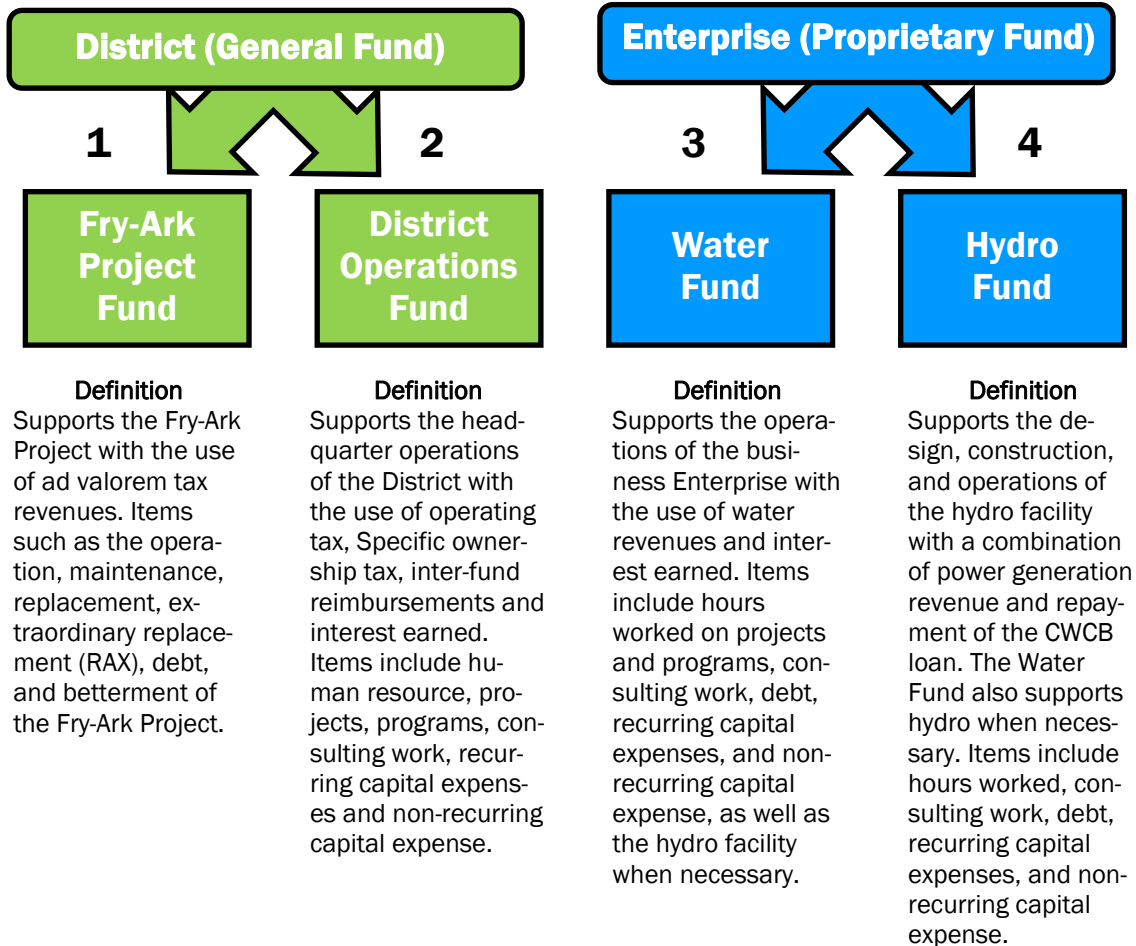 District (General Fund)
Enterprise (Proprietary Fund)
1
2
3
4
Fry-Ark
Project
Fund
District
Operations
Fund
Water
Fund
Hydro
Fund
Definition
Supports the Fry-Ark
Project with the use
of ad valorem tax
revenues. Items
such as the opera-
tion, maintenance,
replacement, ex-
traordinary replace-
ment (RAX), debt,
and betterment of
the Fry-Ark Project.
Definition
Supports the head-
quarter operations
of the District with
the use of operating
tax, Specific owner-
ship tax, inter-fund
reimbursements and
interest earned.
Items include hu-
man resource, pro-
jects, programs, con-
sulting work, recur-
ring capital expens-
es and non-recurring
capital expense.
Definition
Supports the opera-
tions of the busi-
ness Enterprise with
the use of water
revenues and inter-
est earned. Items
include hours
worked on projects
and programs, con-
sulting work, debt,
recurring capital
expenses, and non-
recurring capital
expense, as well as
the hydro facility
when necessary.
Definition
Supports the de-
sign, construction,
and operations of
the hydro facility
with a combination
of power generation
revenue and repay-
ment of the CWCB
loan. The Water
Fund also supports
hydro when neces-
sary. Items include
hours worked, con-
sulting work, debt,
recurring capital
expenses, and non-
recurring capital
expense.